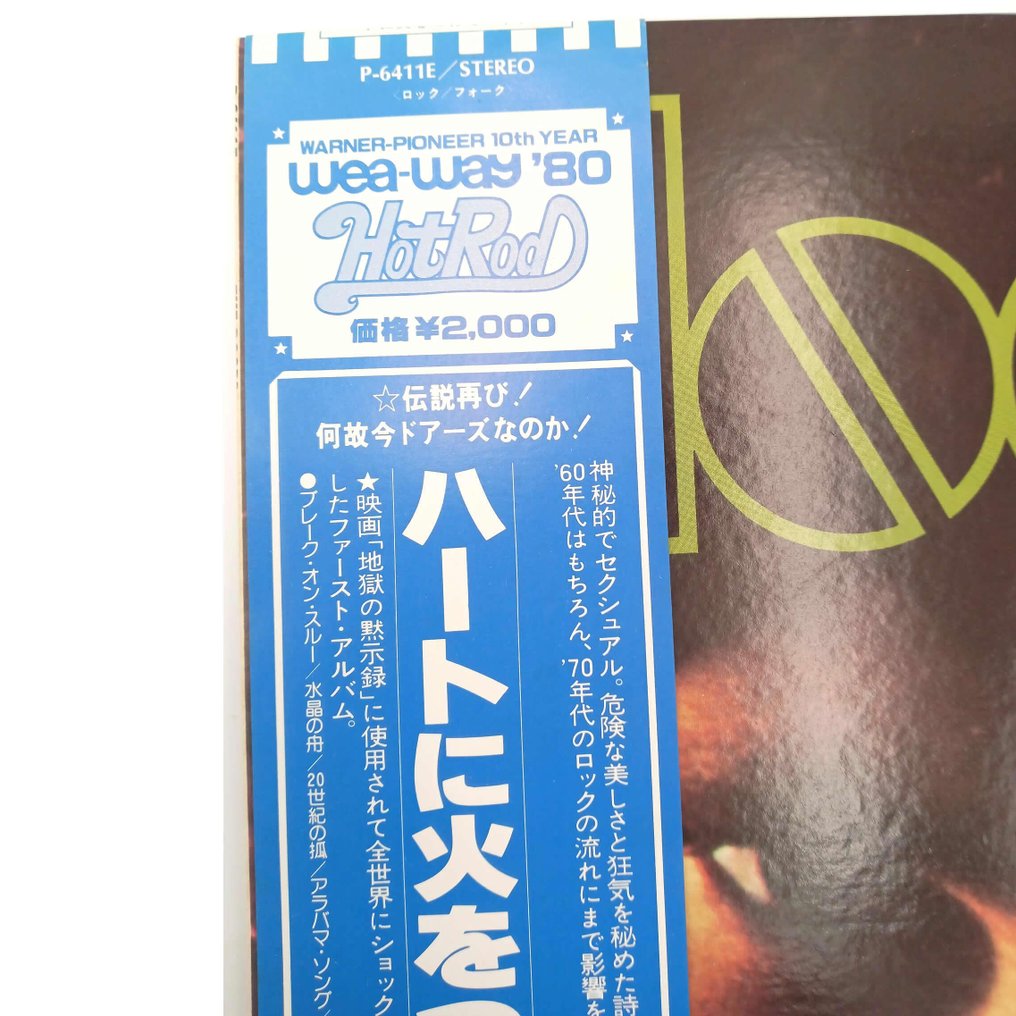 P-6411E／STEREO
ロック／フォーク
WARNER-PIONEER 10th YEAR
wea-way '80
HotRod
価格¥2,000
☆伝説再び!
何故今ドアーズなのか!
神秘的でセクシュアル。危険な美しさと狂気を秘めた詩
'60年代はもちろん、'70年代のロックの流れにまで影響を
ハートに火を
★映画「地獄の黙示録」に使用されて全世界にショック
したファースト・アルバム。
●ブレーク・オン・スルー／水晶の舟／20世紀の狐／アラバマ・ソング／